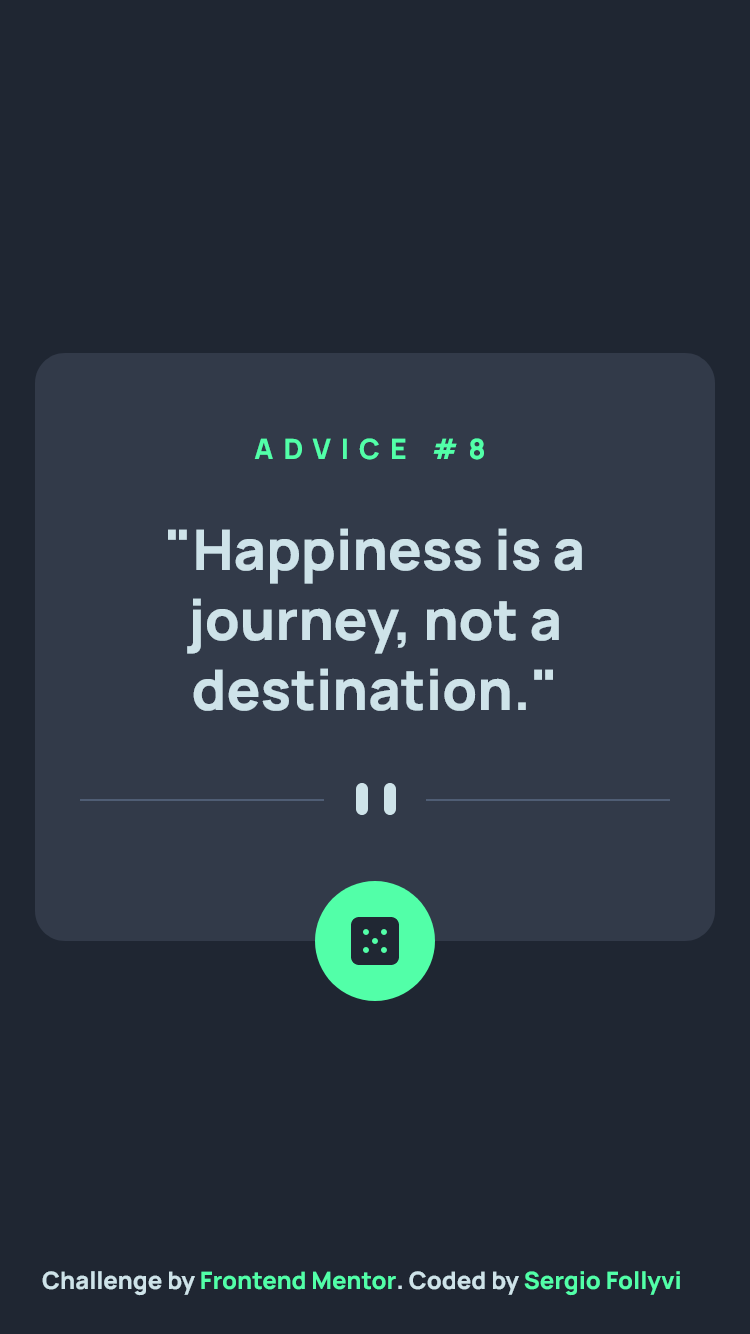 ADVICE #8
"Happiness is a
journey, not a
destination."
Challenge by Frontend Mentor. Coded by Sergio Follyvi